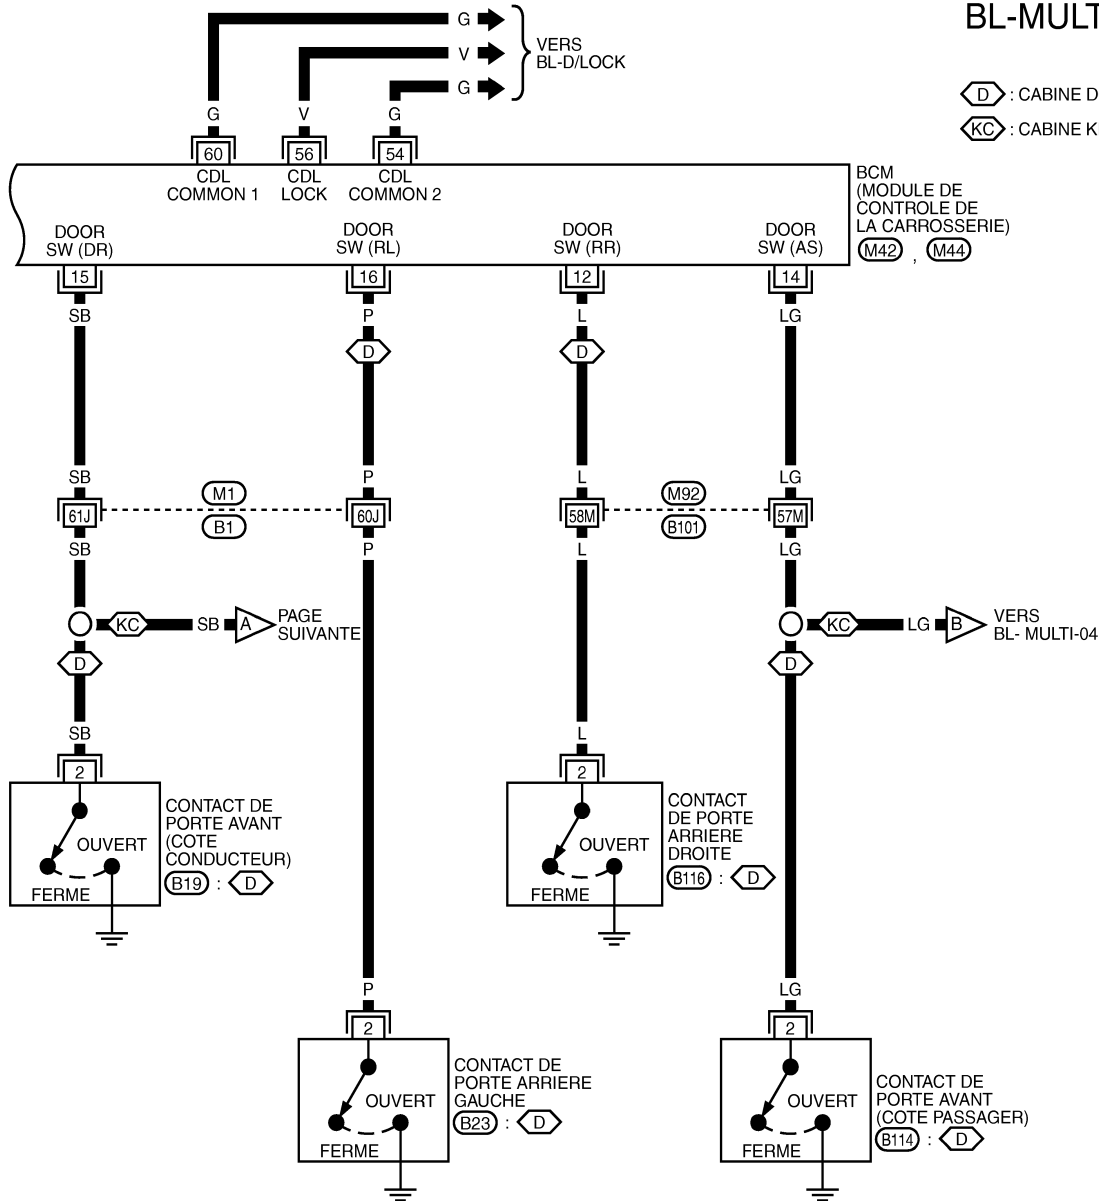 BL-MULT
G
V
G
VERS
BL-D/LOCK
D : CABINE D
KC : CABINE K
G
V
G
60
56
54
CDL
COMMON 1
CDL
LOCK
CDL
COMMON 2
BCM
(MODULE DE
CONTROLE DE
LA CARROSSERIE)
M42 , M44
DOOR
SW (DR)
DOOR
SW (RL)
DOOR
SW (RR)
DOOR
SW (AS)
15
16
12
14
SB
P
L
LG
D
D
SB
P
L
LG
M1
M92
61J
60J
58M
57M
B1
B101
SB
P
L
LG
KC
SB
A
PAGE
SUIVANTE
KC
LG
B
VERS
BL- MULTI-04
D
D
SB
L
2
2
CONTACT DE
PORTE AVANT
(COTE
CONDUCTEUR)
B19 : D
OUVERT
FERME
CONTACT
DE PORTE
ARRIERE
DROITE
B116 : D
OUVERT
FERME
P
LG
2
2
CONTACT DE
PORTE ARRIERE
GAUCHE
B23 : D
OUVERT
FERME
CONTACT DE
PORTE AVANT
(COTE PASSAGER)
B114 : D
OUVERT
FERME